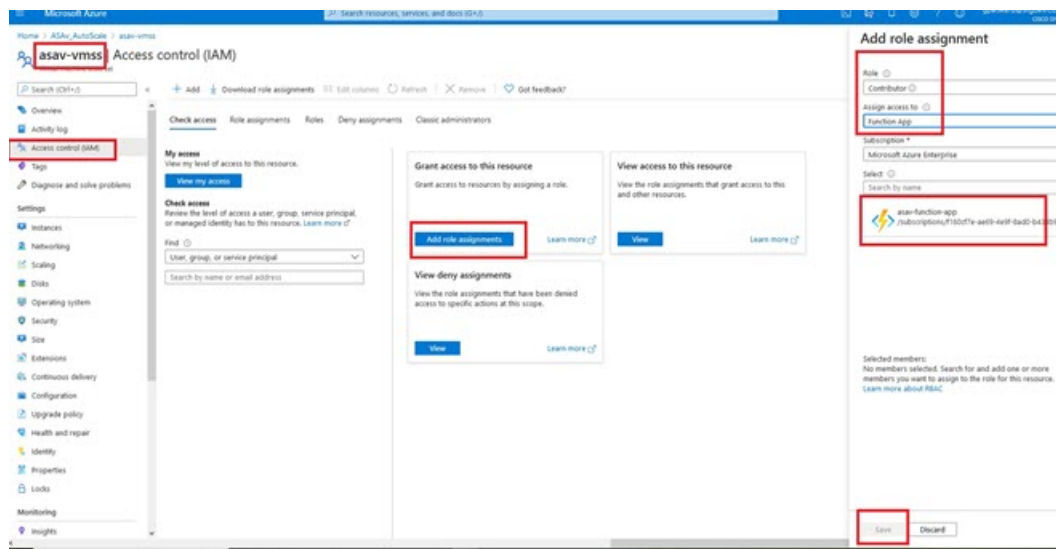 Microsoft Azure
Search resources, services, and docs (G+/)
Home > ASAv_AutoScale > asav-vmss
asav-vmss | Access control (IAM)
Search (Ctrl+/)
Overview
Activity log
Access control (IAM)
Tags
Diagnose and solve problems
Settings
Instances
Networking
Scaling
Disks
Operating system
Security
Size
Extensions
Continuous delivery
Configuration
Upgrade policy
Health and repair
Identity
Properties
Locks
Monitoring
Insights
+ Add Download role assignments Edit columns Refresh Remove Got feedback?
Check access Role assignments Roles Deny assignments Classic administrators
My access
View my level of access to this resource.
View my access
Check access
Review the level of access a user, group, service principal,
or managed identity has to this resource. Learn more
Find
User, group, or service principal
Search by name or email address
Grant access to this resource
Grant access to resources by assigning a role.
Add role assignments Learn more
View access to this resource
View the role assignments that grant access to this
and other resources.
View Learn more
View deny assignments
View the role assignments that have been denied
access to specific actions at this scope.
View Learn more
Add role assignment
Role
Contributor
Assign access to
Function App
Subscription *
Microsoft Azure Enterprise
Select
Search by name
asav-function-app
Selected members:
No members selected. Search for and add one or more
members you want to assign to the role for this resource.
Learn more about RBAC
Save Discard